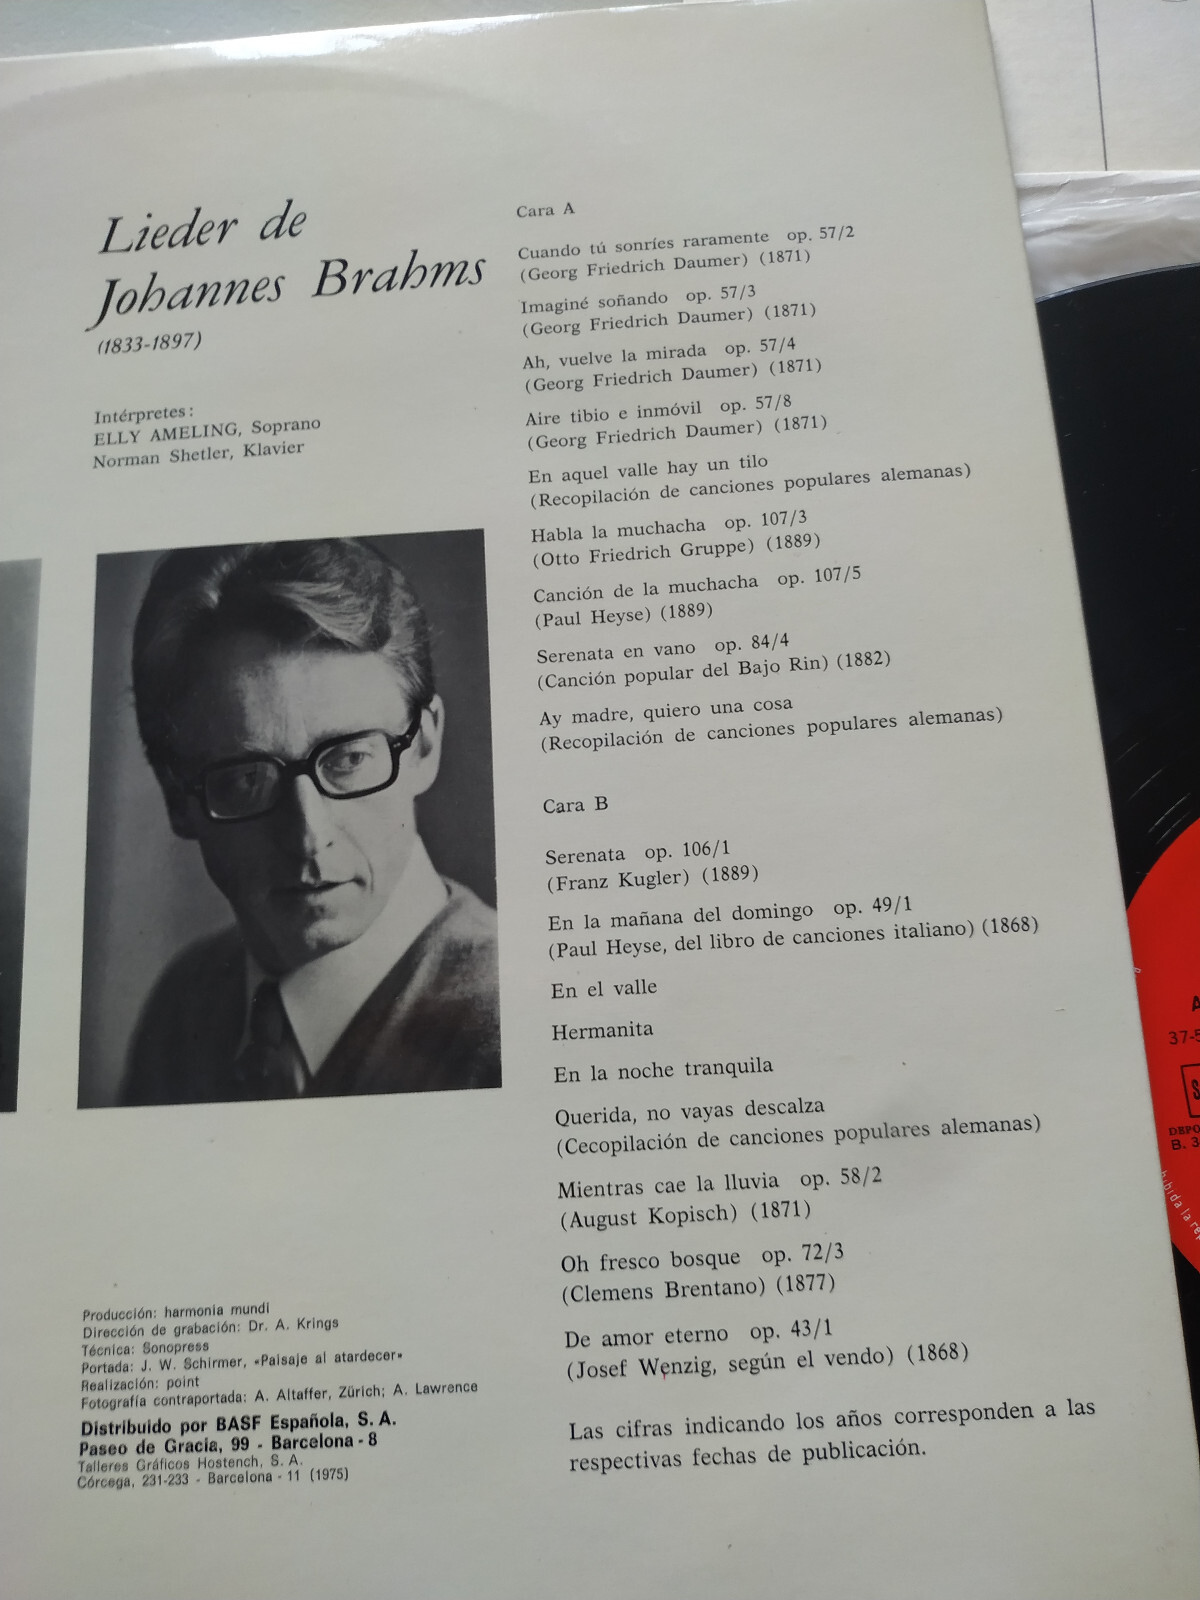 Lieder de
Johannes Brahms
(1833-1897)
Intérpretes:
ELLY AMELING, Soprano
Norman Shetler, Klavier
Producción: harmonia mundi
Dirección de grabación: Dr. A. Krings
Técnica: Sonopress
Portada: J. W. Schirmer, «Paisaje al atardecer»
Realización: point
Fotografía contraportada: A. Altaffer, Zürich; A. Lawrence
Distribuido por BASF Española, S. A.
Paseo de Gracia, 99 - Barcelona - 8
Talleres Gráficos Hostench, S. A.
Córcega, 231-233 - Barcelona - 11 (1975)
Cara A
Cuando tú sonríes raramente op. 57/2
(Georg Friedrich Daumer) (1871)
Imaginé soñando op. 57/3
(Georg Friedrich Daumer) (1871)
Ah, vuelve la mirada op. 57/4
(Georg Friedrich Daumer) (1871)
Aire tibio e inmóvil op. 57/8
(Georg Friedrich Daumer) (1871)
En aquel valle hay un tilo
(Recopilación de canciones populares alemanas)
Habla la muchacha op. 107/3
(Otto Friedrich Gruppe) (1889)
Canción de la muchacha op. 107/5
(Paul Heyse) (1889)
Serenata en vano op. 84/4
(Canción popular del Bajo Rin) (1882)
Ay madre, quiero una cosa
(Recopilación de canciones populares alemanas)
Cara B
Serenata op. 106/1
(Franz Kugler) (1889)
En la mañana del domingo op. 49/1
(Paul Heyse, del libro de canciones italiano) (1868)
En el valle
Hermanita
En la noche tranquila
Querida, no vayas descalza
(Cecopilación de canciones populares alemanas)
Mientras cae la lluvia op. 58/2
(August Kopisch) (1871)
Oh fresco bosque op. 72/3
(Clemens Brentano) (1877)
De amor eterno op. 43/1
(Josef Wenzig, según el vendo) (1868)
Las cifras indicando los años corresponden a las
respectivas fechas de publicación.
37-5
DEPO
B. 3